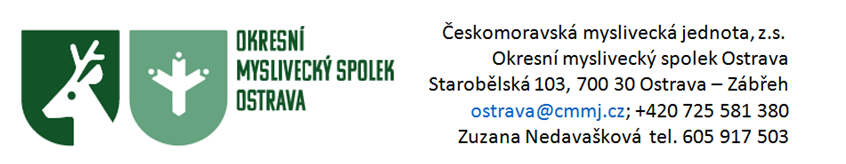 OKRESNÍ
MYSLIVECKÝ SPOLEK
OSTRAVA
Českomoravská myslivecká jednota, z.s.
Okresní myslivecký spolek Ostrava
Starobělská 103, 700 30 Ostrava – Zábřeh
ostrava@cmmj.cz; +420 725 581 380
Zuzana Nedavašková tel. 605 917 503